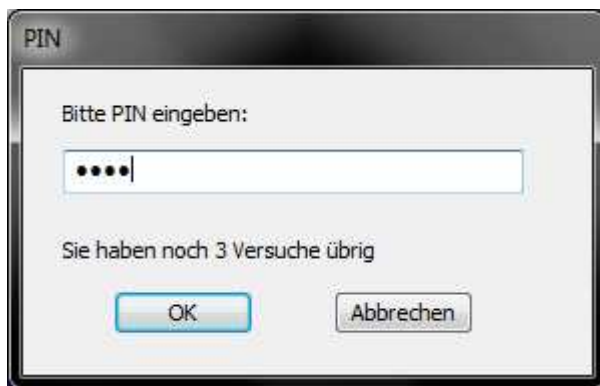 PIN
Bitte PIN eingeben:
••••
Sie haben noch 3 Versuche übrig
OK
Abbrechen